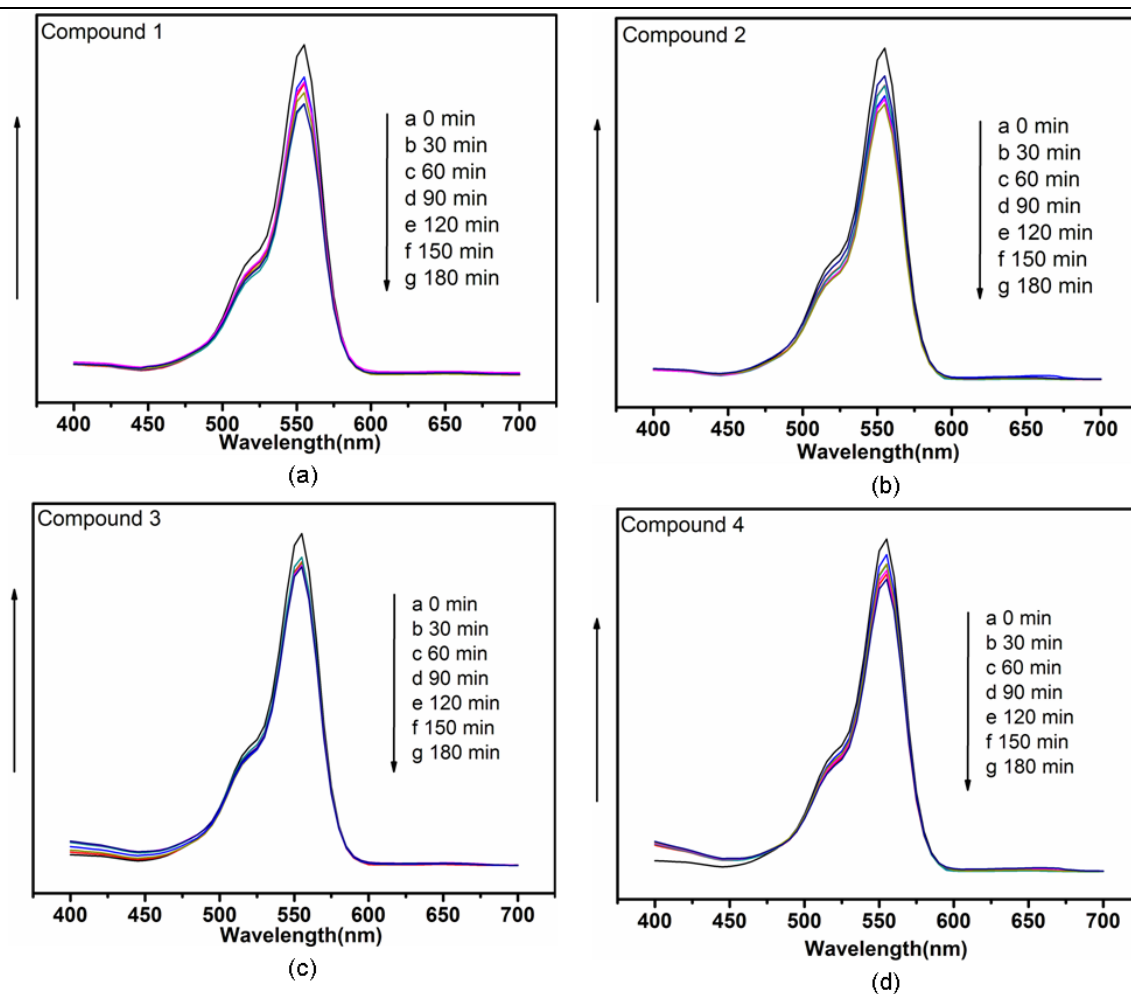 Compound 1
a 0 min
b 30 min
c 60 min
d 90 min
e 120 min
f 150 min
g 180 min
400 450 500 550 600 650 700
Wavelength(nm)
(a)
Compound 2
a 0 min
b 30 min
c 60 min
d 90 min
e 120 min
f 150 min
g 180 min
400 450 500 550 600 650 700
Wavelength(nm)
(b)
Compound 3
a 0 min
b 30 min
c 60 min
d 90 min
e 120 min
f 150 min
g 180 min
400 450 500 550 600 650 700
Wavelength(nm)
(c)
Compound 4
a 0 min
b 30 min
c 60 min
d 90 min
e 120 min
f 150 min
g 180 min
400 450 500 550 600 650 700
Wavelength(nm)
(d)